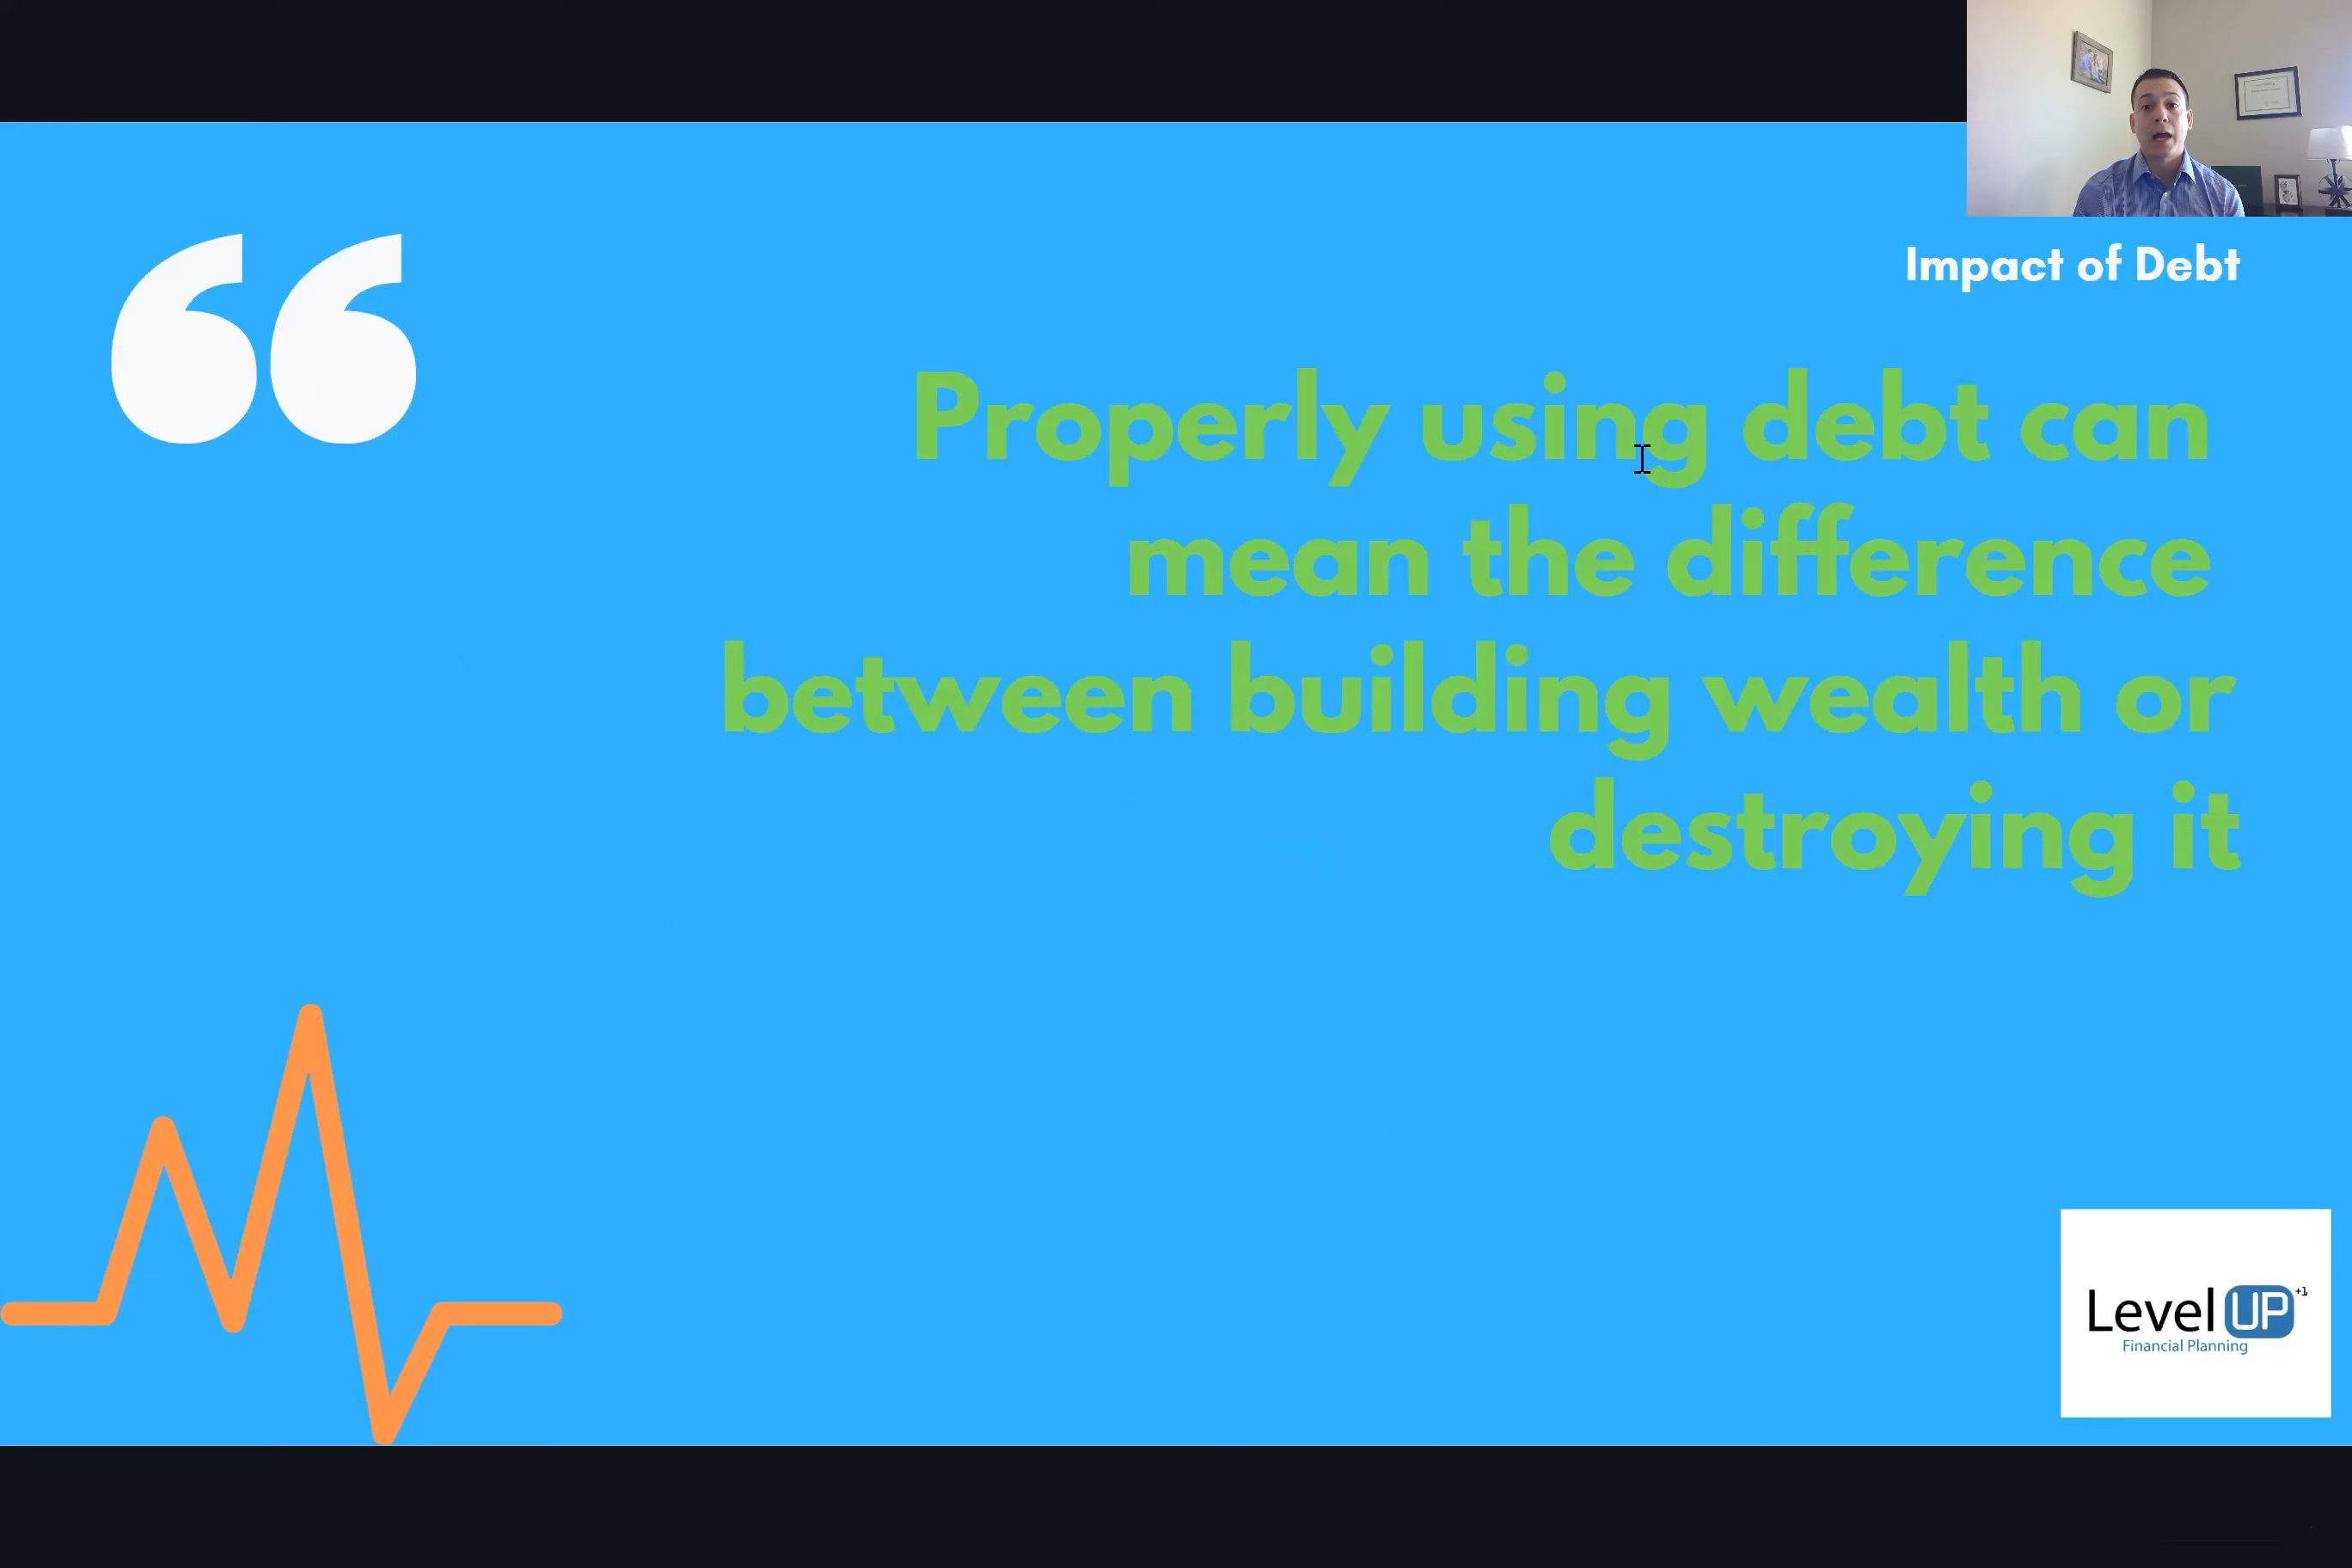 Impact of Debt
Properly using debt can
mean the difference
between building wealth or
destroying it
Level UP +1
Financial Planning